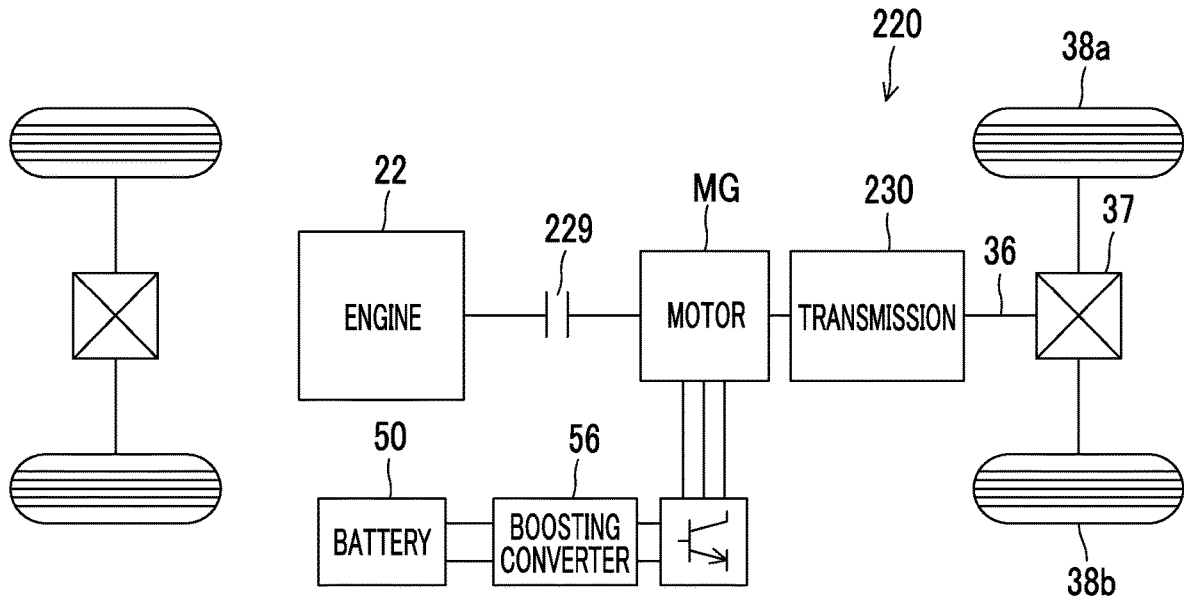 220
38a
22
229
MG
230
36
37
ENGINE
MOTOR
TRANSMISSION
50
56
BATTERY
BOOSTING
CONVERTER
38b